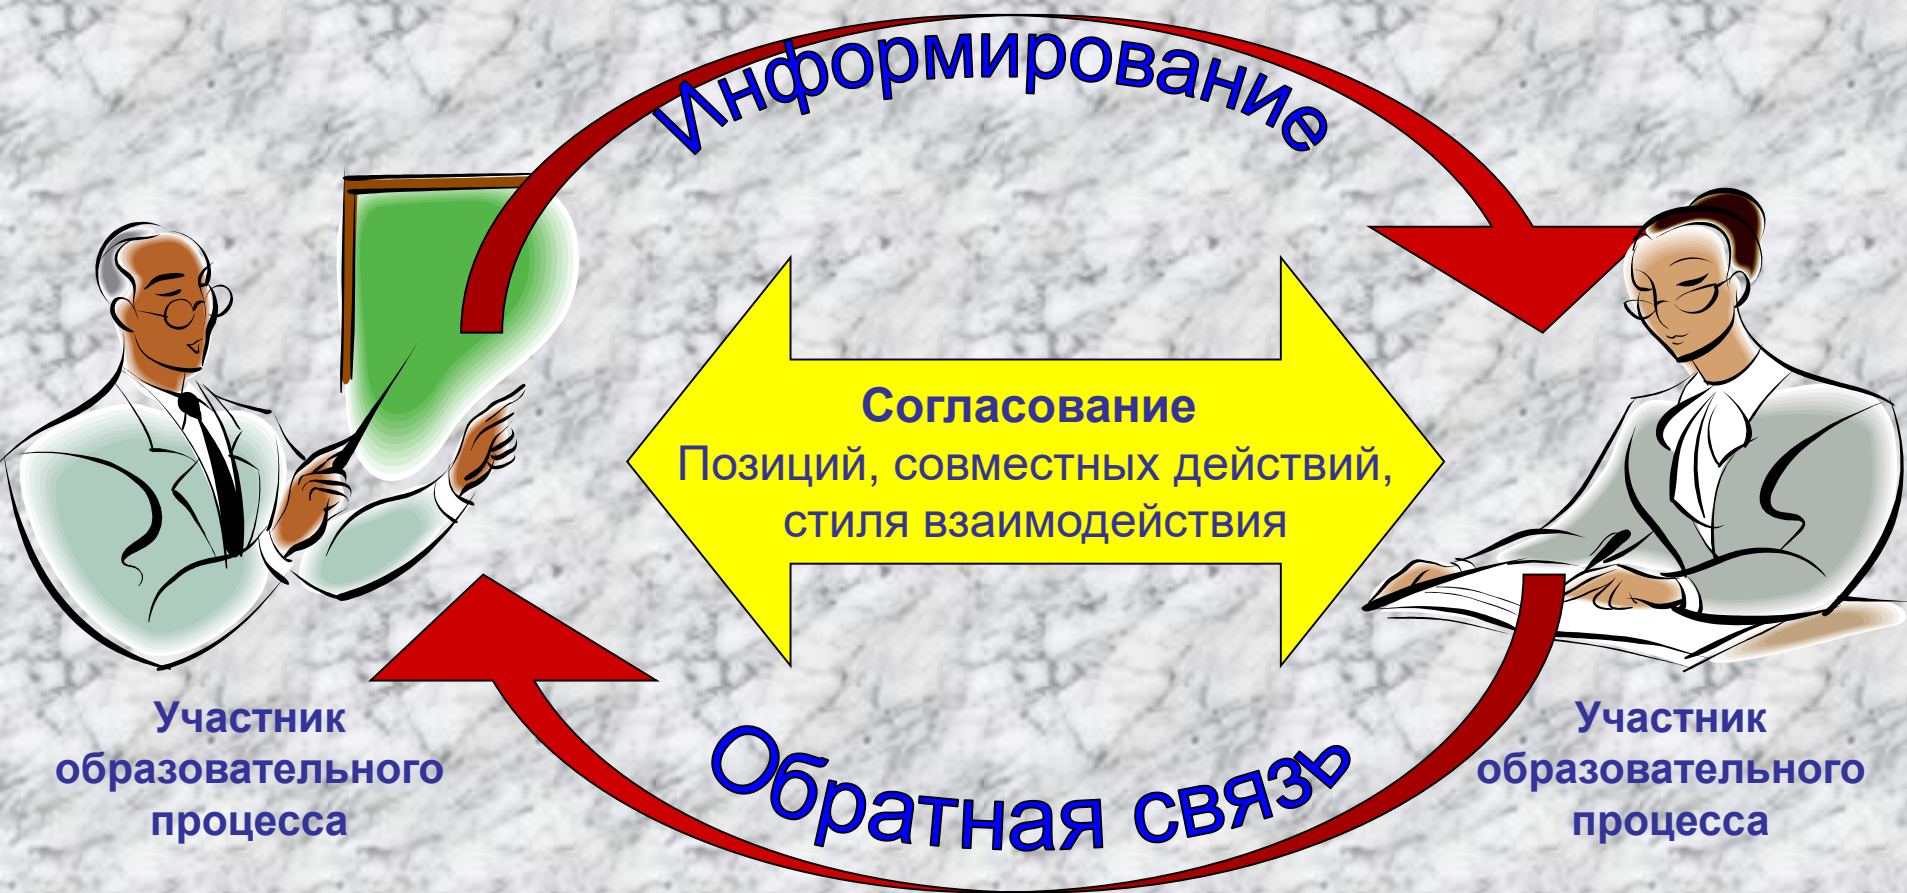 Информирование
Согласование
Позиций, совместных действий,
стиля взаимодействия
Участник
образовательного
процесса
Участник
образовательного
процесса
Обратная связь